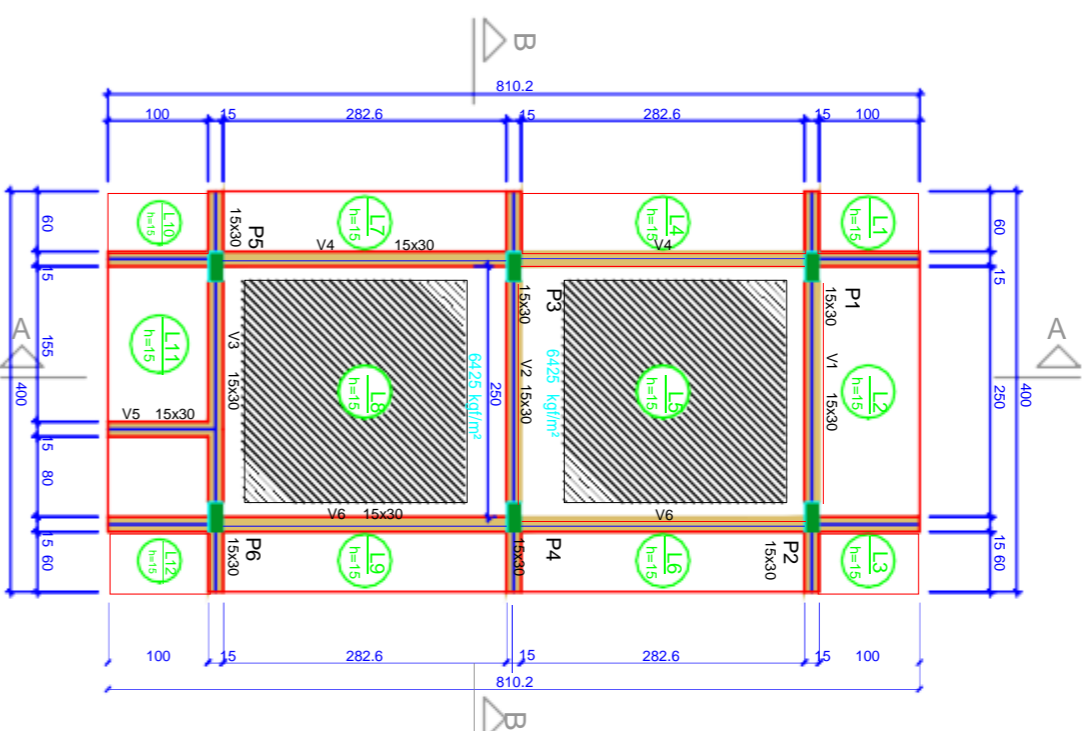 B
810.2
100
15
282.6
15
282.6
15
100
60
15
155
15
80
15
60
400
60
15
250
15
60
400
A
A
L10
h=15
L7
h=15
L4
h=15
L1
h=15
15x30
P5
V4
15x30
V4
15x30
P3
15x30
P1
L11
h=15
V3
15x30
L8
h=15
6425 kgf/m²
250
V2
15x30
6425 kgf/m²
L5
h=15
V1
15x30
L2
h=15
V5
15x30
V6
15x30
V6
L12
h=15
15x30
P6
L9
h=15
15x30
P4
L6
h=15
15x30
P2
L3
h=15
100
15
282.6
15
282.6
15
100
810.2
B